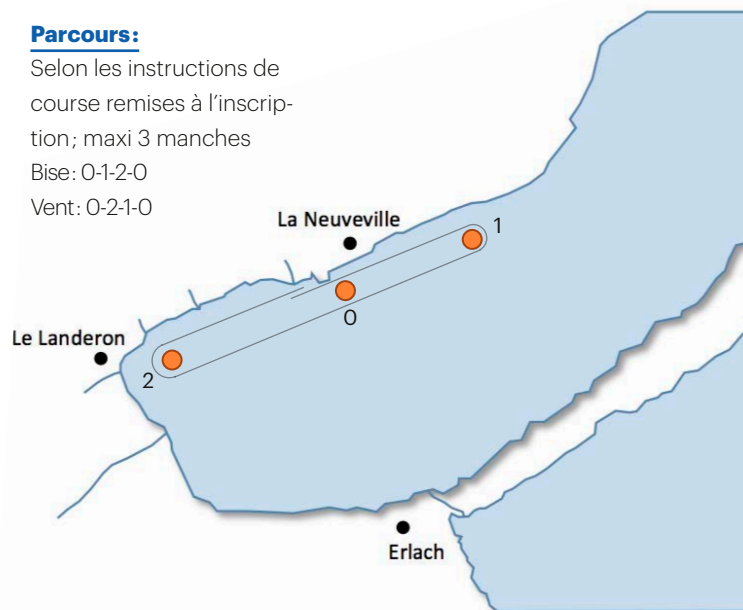 Parcours:
Selon les instructions de
course remises à l'inscrip-
tion; maxi 3 manches
Bise: 0-1-2-0
Vent: 0-2-1-0
La Neuveville
1
0
Le Landeron
2
Erlach